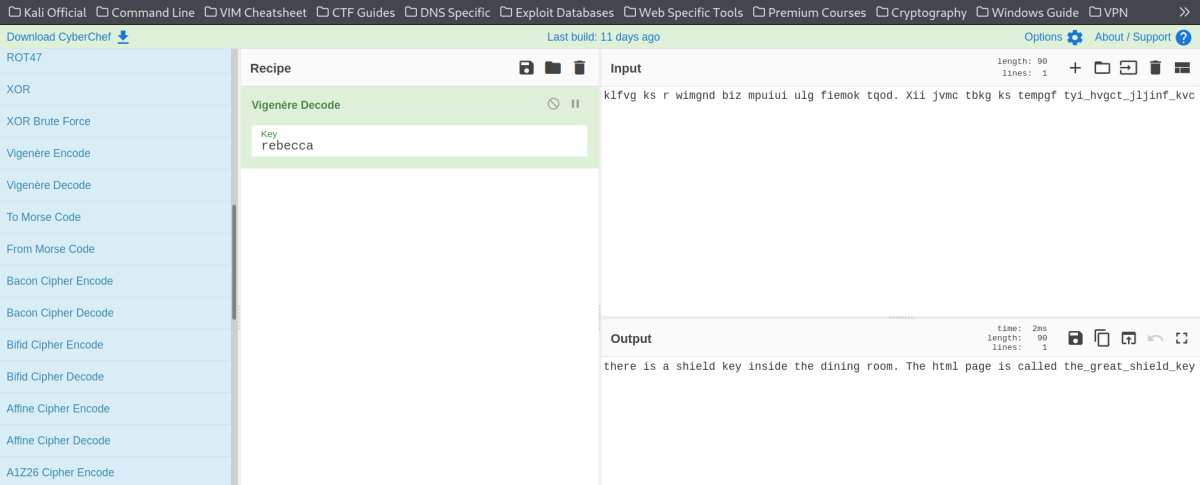 Kali Official Command Line VIM Cheatsheet CTF Guides DNS Specific Exploit Databases Web Specific Tools Premium Courses Cryptography Windows Guide VPN
Download CyberChef Last build: 11 days ago Options About / Support
ROT47
XOR
XOR Brute Force
Vigenère Encode
Vigenère Decode
To Morse Code
From Morse Code
Bacon Cipher Encode
Bacon Cipher Decode
Bifid Cipher Encode
Bifid Cipher Decode
Affine Cipher Encode
Affine Cipher Decode
A1Z26 Cipher Encode
Recipe
Vigenère Decode
Key
rebecca
Input
length: 90
lines: 1
klfvg ks r wimgnd biz mpuiui ulg fiemok tqod. Xii jvmc tbkg ks tempgf tyi_hvgct_jljinf_kvc
Output
time: 2ms
length: 90
lines: 1
there is a shield key inside the dining room. The html page is called the_great_shield_key